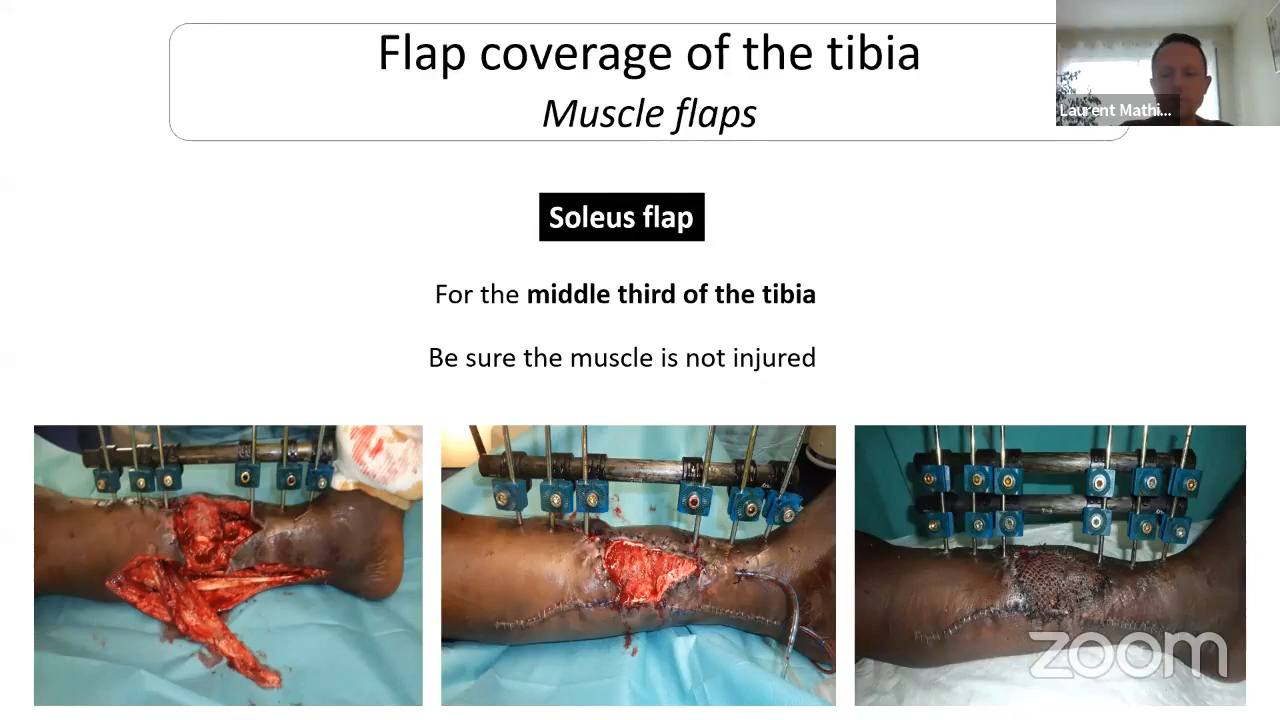 Flap coverage of the tibia
Muscle flaps
Laurent Mathi...
Soleus flap
For the middle third of the tibia
Be sure the muscle is not injured
zoom